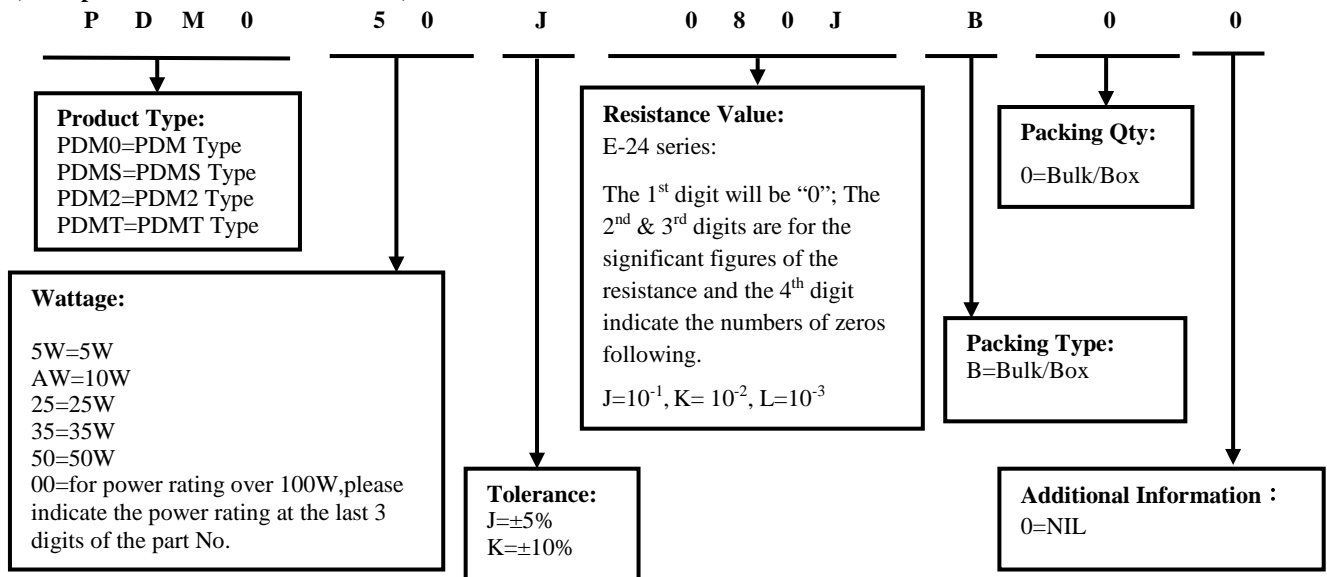 P D M 0 5 0 J 0 8 0 J B 0 0
Product Type:
PDM0=PDM Type
PDMS=PDMS Type
PDM2=PDM2 Type
PDMT=PDMT Type
Wattage:
5W=5W
AW=10W
25=25W
35=35W
50=50W
00=for power rating over 100W,please
indicate the power rating at the last 3
digits of the part No.
Tolerance:
J=±5%
K=±10%
Resistance Value:
E-24 series:
The 1st digit will be “0”; The
2nd & 3rd digits are for the
significant figures of the
resistance and the 4th digit
indicate the numbers of zeros
following.
J=10-1, K= 10-2, L=10-3
Packing Type:
B=Bulk/Box
Packing Qty:
0=Bulk/Box
Additional Information：
0=NIL